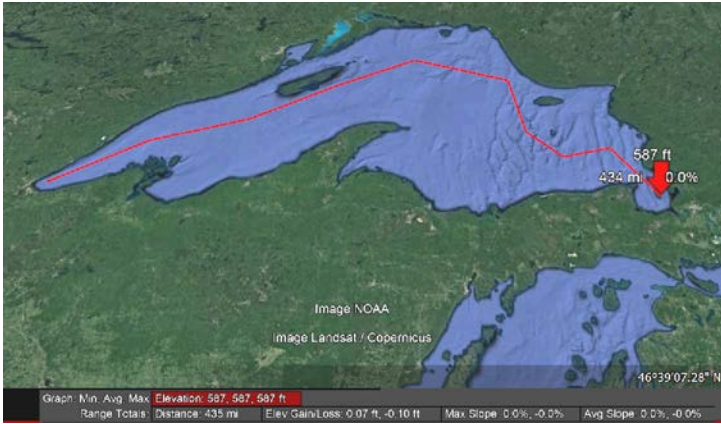 587 ft
434 mi 0.0%
Image NOAA
Image Landsat / Copernicus
46°39'07.28" N
Graph: Min, Avg, Max Elevation: 587, 587, 587 ft
Range Totals: Distance: 435 mi Elev Gain/Loss: 0.07 ft, -0.10 ft Max Slope: 0.0%, -0.0% Avg Slope: 0.0%, -0.0%